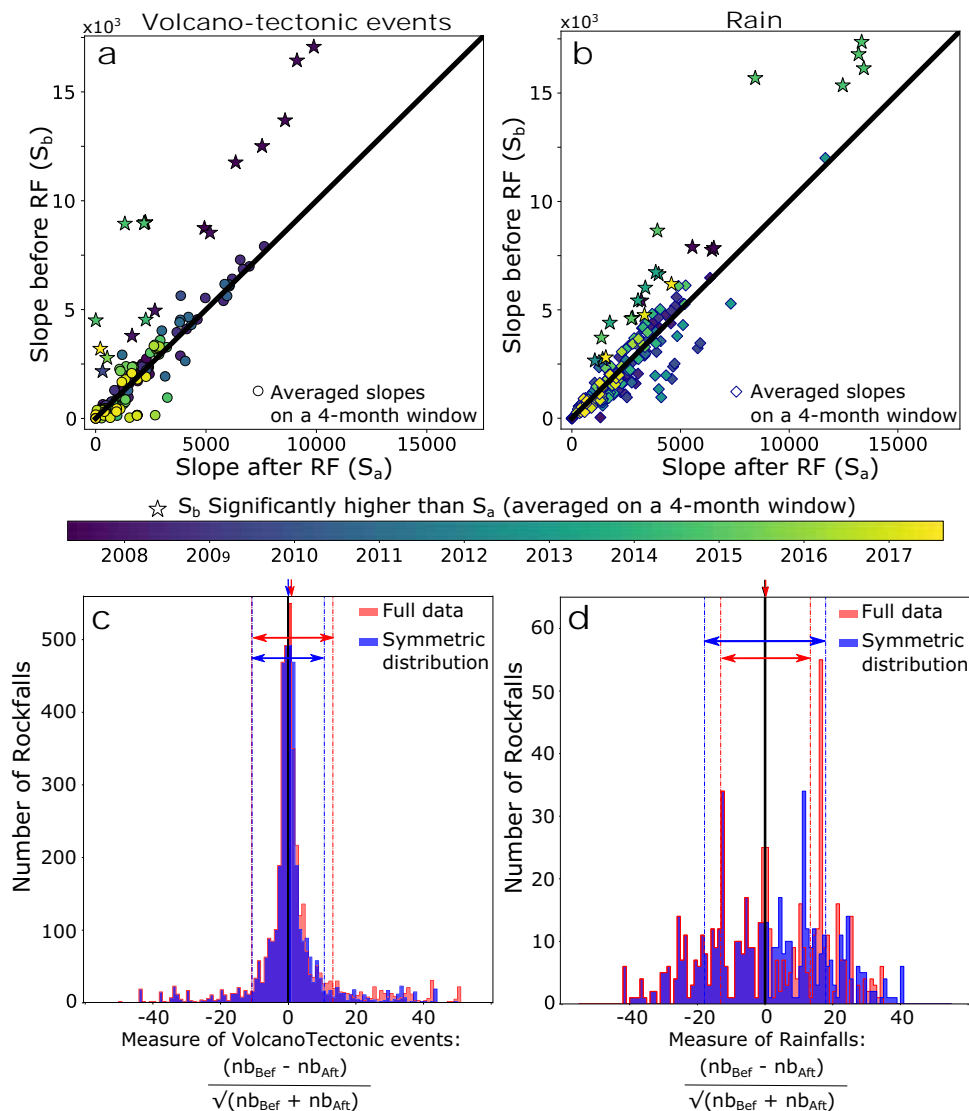 Volcano-tectonic events
x10³
a
15
10
5
0
Slope before RF (S_b)
Averaged slopes
on a 4-month window
0 5000 10000 15000
Slope after RF (S_a)
Rain
x10³
b
15
10
5
0
Slope before RF (S_b)
Averaged slopes
on a 4-month window
0 5000 10000 15000
Slope after RF (S_a)
S_b Significantly higher than S_a (averaged on a 4-month window)
2008 2009 2010 2011 2012 2013 2014 2015 2016 2017
c
Full data
Symmetric
distribution
500
400
300
200
100
0
Number of Rockfalls
-40 -20 0 20 40
Measure of VolcanoTectonic events:
(nb_Bef - nb_Aft)
√(nb_Bef + nb_Aft)
d
Full data
Symmetric
distribution
60
50
40
30
20
10
0
Number of Rockfalls
-40 -20 0 20 40
Measure of Rainfalls:
(nb_Bef - nb_Aft)
√(nb_Bef + nb_Aft)